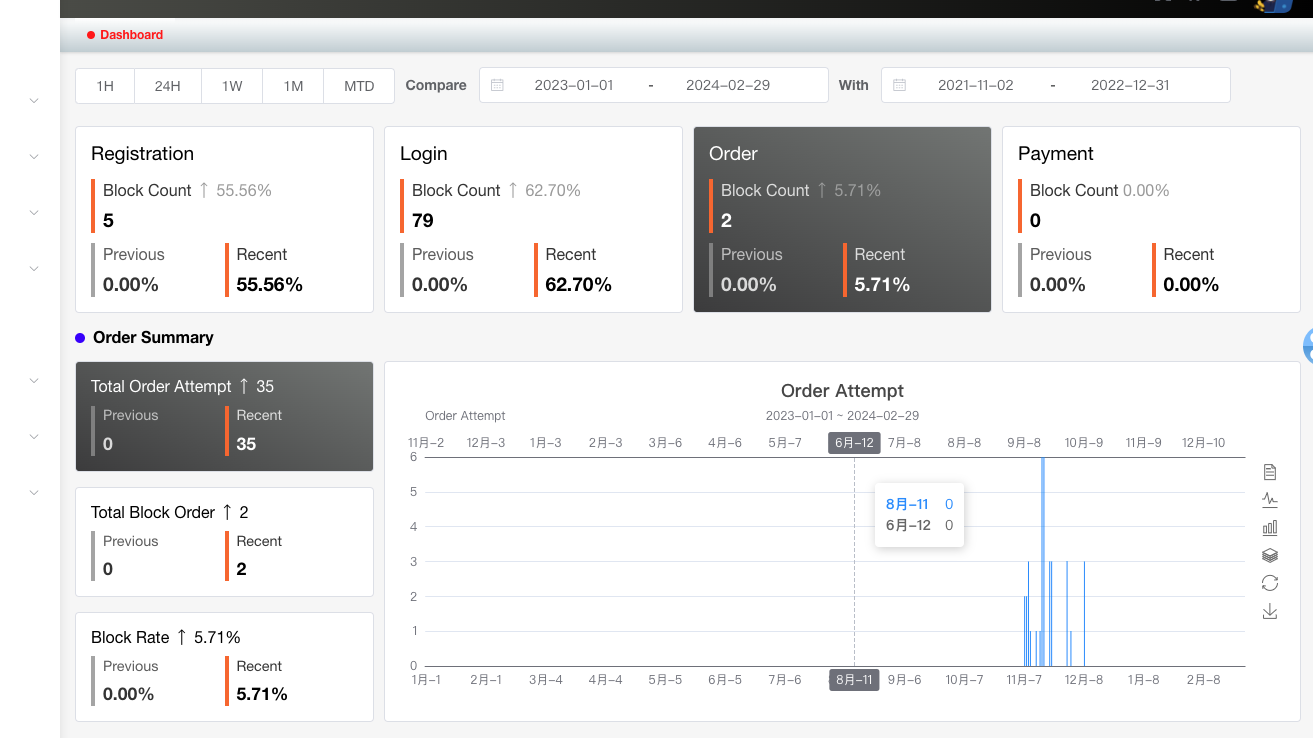 Dashboard
1H 24H 1W 1M MTD Compare 2023-01-01 - 2024-02-29 With 2021-11-02 - 2022-12-31
Registration
Block Count ↑ 55.56%
5
Previous Recent
0.00% 55.56%
Login
Block Count ↑ 62.70%
79
Previous Recent
0.00% 62.70%
Order
Block Count ↑ 5.71%
2
Previous Recent
0.00% 5.71%
Payment
Block Count 0.00%
0
Previous Recent
0.00% 0.00%
Order Summary
Total Order Attempt ↑ 35
Previous Recent
0 35
Total Block Order ↑ 2
Previous Recent
0 2
Block Rate ↑ 5.71%
Previous Recent
0.00% 5.71%
Order Attempt
Order Attempt 2023-01-01 ~ 2024-02-29
11月-2 12月-3 1月-3 2月-3 3月-6 4月-6 5月-7 6月-12 7月-8 8月-8 9月-8 10月-9 11月-9 12月-10
6
5
8月-11 0
6月-12 0
4
3
2
1
0
1月-1 2月-1 3月-4 4月-4 5月-5 6月-5 7月-6 8月-11 9月-6 10月-7 11月-7 12月-8 1月-8 2月-8